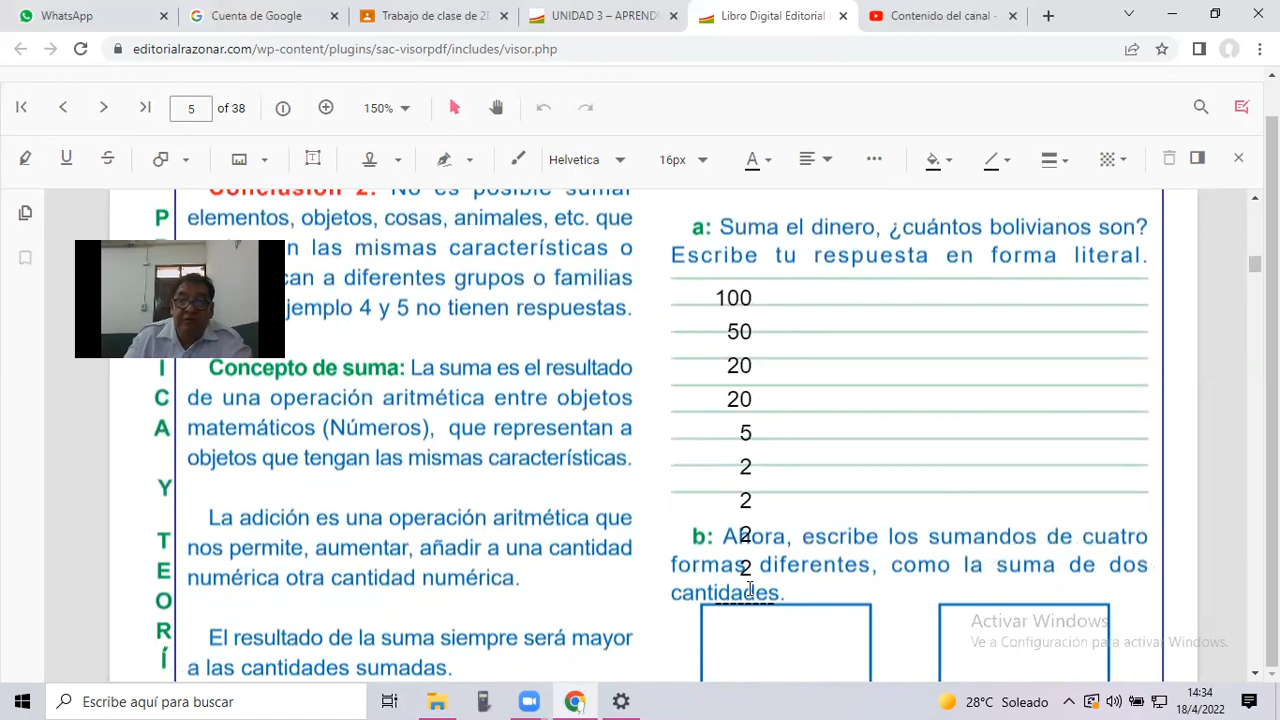 WhatsApp
Cuenta de Google
Trabajo de clase de 2D
UNIDAD 3 – APREND
Libro Digital Editorial
Contenido del canal -
editorialrazonar.com/wp-content/plugins/sac-visorpdf/includes/visor.php
5 of 38
150%
Helvetica
16px
Conclusión 2: No es posible sumar
elementos, objetos, cosas, animales, etc. que
n las mismas características o
can a diferentes grupos o familias
jemplo 4 y 5 no tienen respuestas.
Concepto de suma: La suma es el resultado
de una operación aritmética entre objetos
matemáticos (Números), que representan a
objetos que tengan las mismas característicias.
La adición es una operación aritmética que
nos permite, aumentar, añadir a una cantidad
numérica otra cantidad numérica.
El resultado de la suma siempre será mayor
a las cantidades sumadas.
P
I
C
A
Y
T
E
O
R
Í
a: Suma el dinero, ¿cuántos bolivianos son?
Escribe tu respuesta en forma literal.
100
50
20
20
5
2
2
2
2
--------
b: Ahora, escribe los sumandos de cuatro
formas diferentes, como la suma de dos
cantidades.
Activar Windows
Ve a Configuración para activar Windows.
Escribe aquí para buscar
28°C Soleado
14:34
18/4/2022